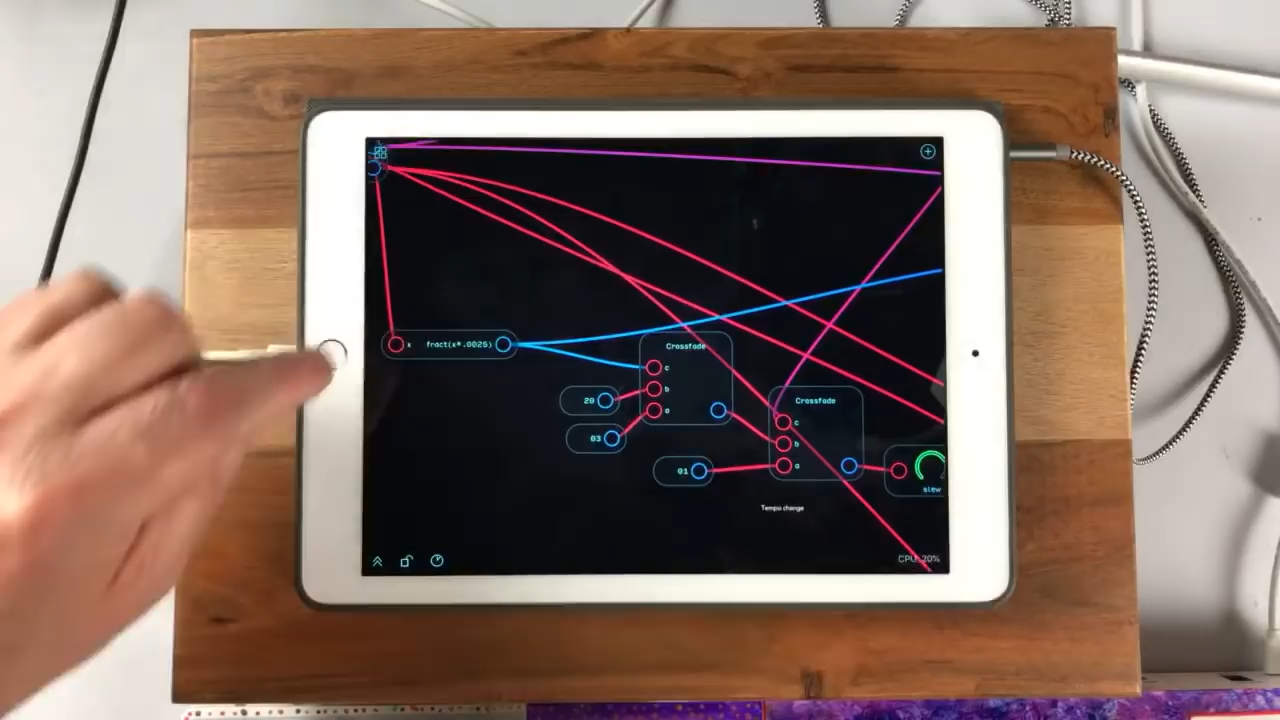 x fract(x*.0025)
Crossfade
c
b
a
20
03
Crossfade
c
b
a
01
slew
Tempo change
CPU 20%